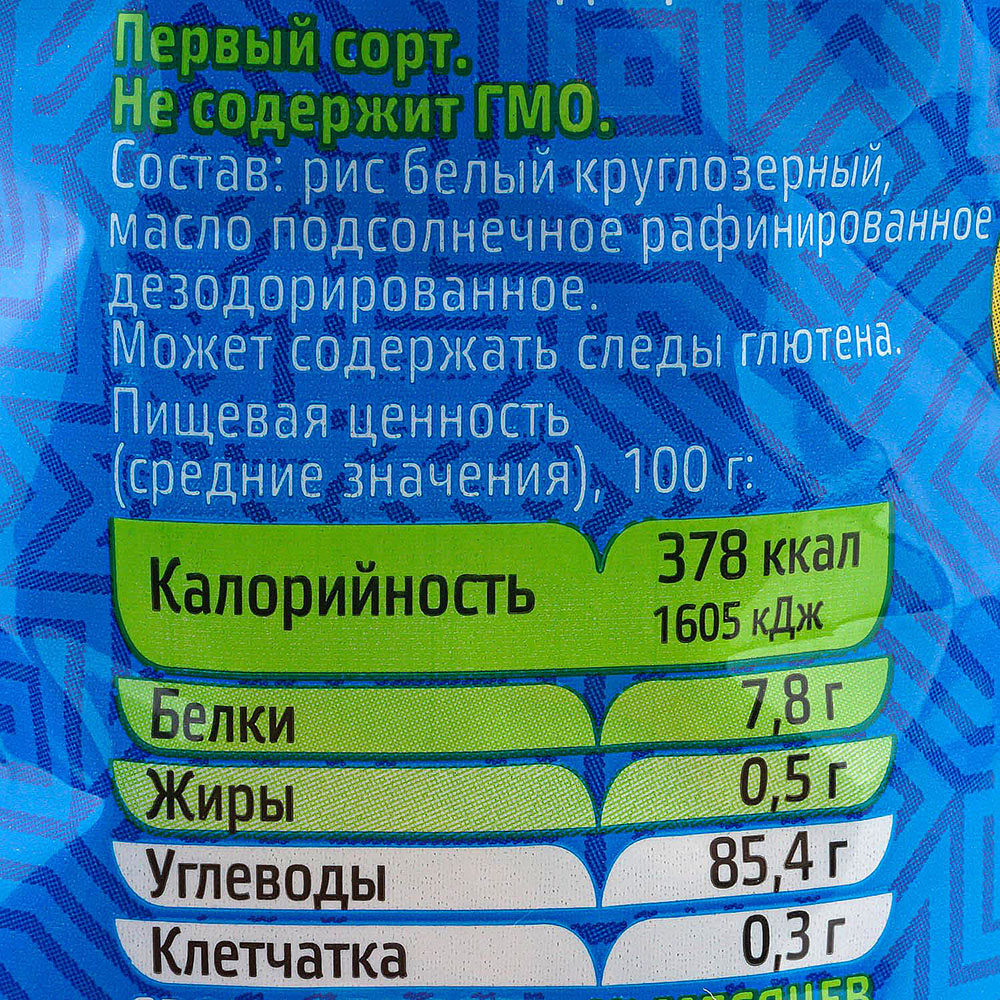 Первый сорт.
Не содержит ГМО.
Состав: рис белый круглозерный,
масло подсолнечное рафинированное
дезодорированное.
Может содержать следы глютена.
Пищевая ценность
(средние значения), 100 г:
Калорийность 378 ккал
1605 кДж
Белки 7,8 г
Жиры 0,5 г
Углеводы 85,4 г
Клетчатка 0,3 г